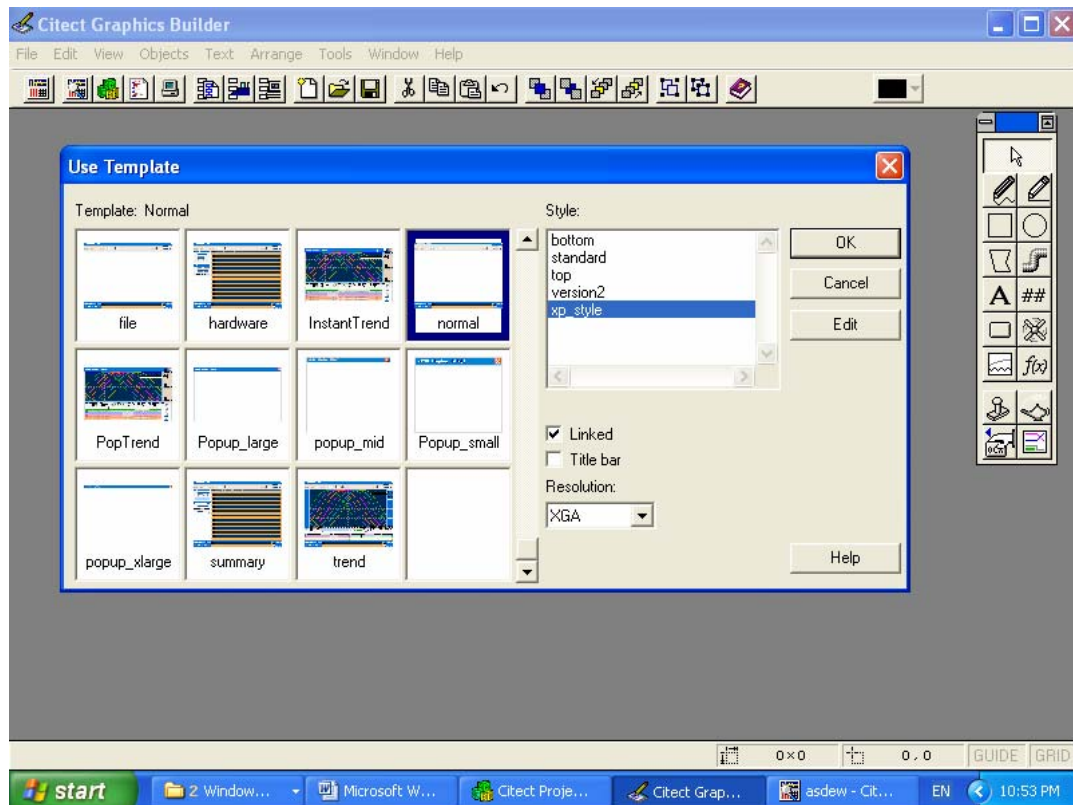 Citect Graphics Builder
File Edit View Objects Text Arrange Tools Window Help
Use Template
Template: Normal
file hardware InstantTrend normal
PopTrend Popup_large popup_mid Popup_small
popup_xlarge summary trend
Style:
bottom
standard
top
version2
xp_style
OK
Cancel
Edit
Linked
Title bar
Resolution:
XGA
Help
A ##
f(x)
0×0 0,0 GUIDE GRID
start 2 Window... Microsoft W... Citect Proje... Citect Grap... asdew - Cit... EN 10:53 PM